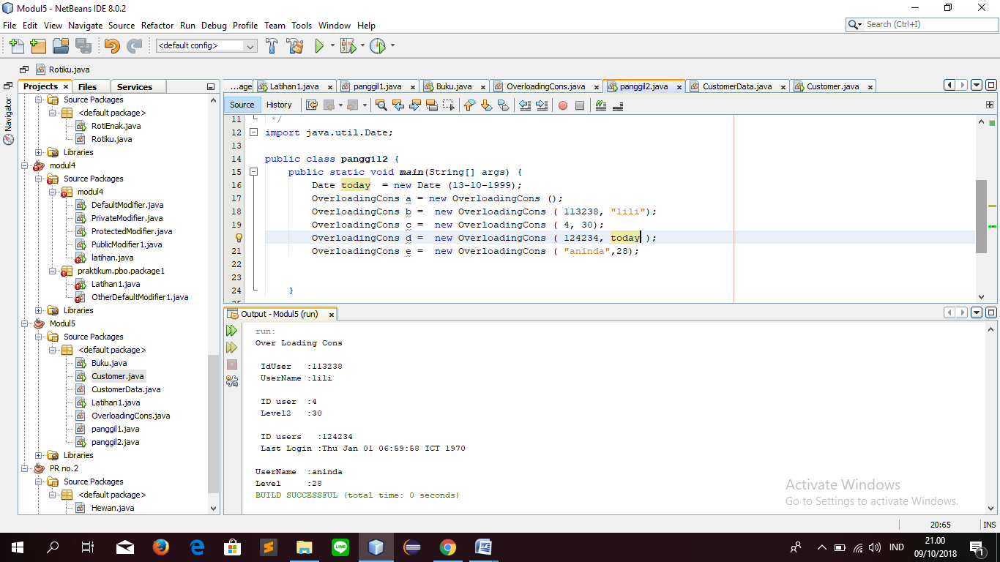 Modul5 - NetBeans IDE 8.0.2
File Edit View Navigate Source Refactor Run Debug Profile Team Tools Window Help
Search (Ctrl+I)
<default config>
Rotiku.java
Projects Files Services
Navigator
Source Packages
<default package>
RotiEnak.java
Rotiku.java
Libraries
modul4
Source Packages
modul4
DefaultModifier.java
PrivateModifier.java
ProtectedModifier.java
PublicModifier1.java
latihan.java
praktikum.pbo.package1
Latihan1.java
OtherDefaultModifier1.java
Libraries
Modul5
Source Packages
<default package>
Buku.java
Customer.java
CustomerData.java
Latihan1.java
OverloadingCons.java
panggil1.java
panggil2.java
Libraries
PR no.2
Source Packages
<default package>
Hewan.java
...age Latihan1.java panggil1.java Buku.java OverloadingCons.java panggil2.java CustomerData.java Customer.java
Source History
11 */
12 import java.util.Date;
13
14 public class panggil2 {
15 public static void main(String[] args) {
16 Date today  = new Date (13-10-1999);
17 OverloadingCons a = new OverloadingCons ();
18 OverloadingCons b =  new OverloadingCons ( 113238, "lili");
19 OverloadingCons c =  new OverloadingCons ( 4, 30);
OverloadingCons d =  new OverloadingCons ( 124234, today );
21 OverloadingCons e =  new OverloadingCons ( "aninda",28);
22
23
24 }
25
Output - Modul5 (run)
run:
Over Loading Cons
IdUser   :113238
UserName :lili
ID user  :4
Level2   :30
ID users   :124234
Last Login :Thu Jan 01 06:59:58 ICT 1970
UserName  :aninda
Level     :28
BUILD SUCCESSFUL (total time: 0 seconds)
Activate Windows
Go to Settings to activate Windows.
20:65 INS
IND
21.00
09/10/2018
1